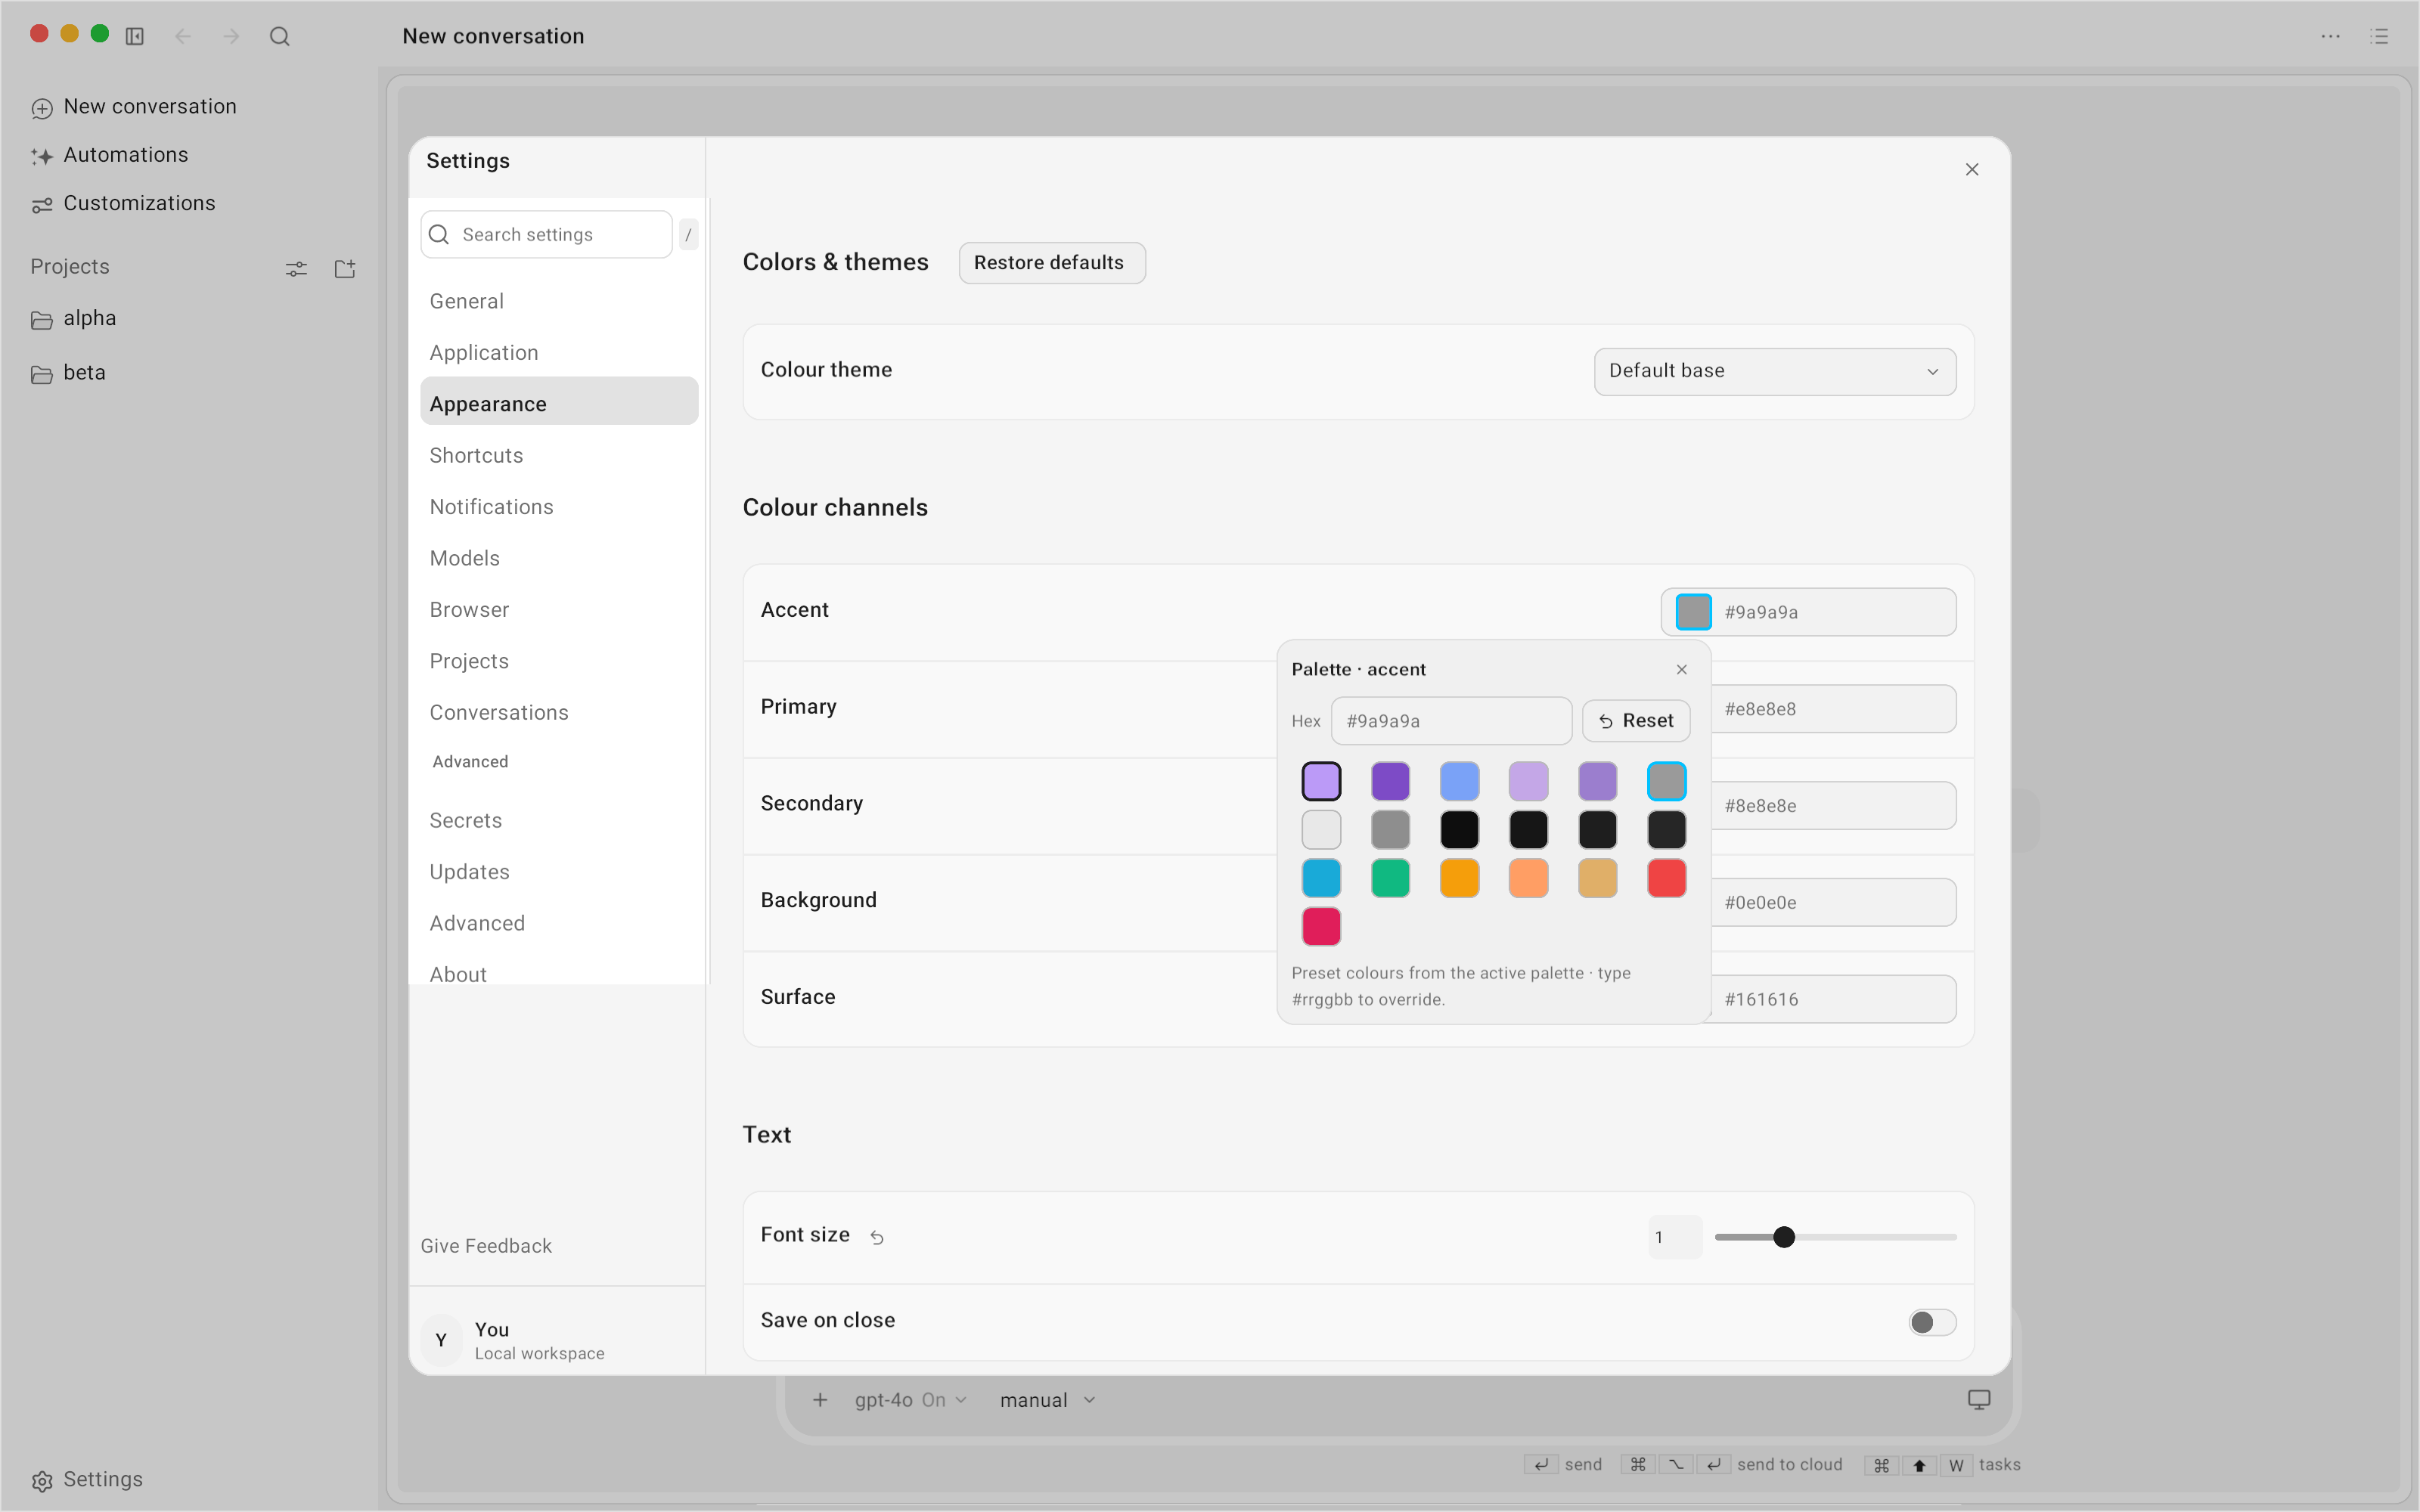 New conversation
New conversation
Automations
Customizations
Projects
alpha
beta
Settings
Settings
Search settings
/
General
Application
Appearance
Shortcuts
Notifications
Models
Browser
Projects
Conversations
Advanced
Secrets
Updates
Advanced
About
Give Feedback
Y
You
Local workspace
Colors & themes
Restore defaults
Colour theme
Default base
Colour channels
Accent
#9a9a9a
Primary
#e8e8e8
Secondary
#8e8e8e
Background
#0e0e0e
Surface
#161616
Palette · accent
Hex
#9a9a9a
Reset
Preset colours from the active palette · type
#rrggbb to override.
Text
Font size
1
Save on close
gpt-4o On
manual
send
⌘ ⌥ send to cloud
⌘ W tasks